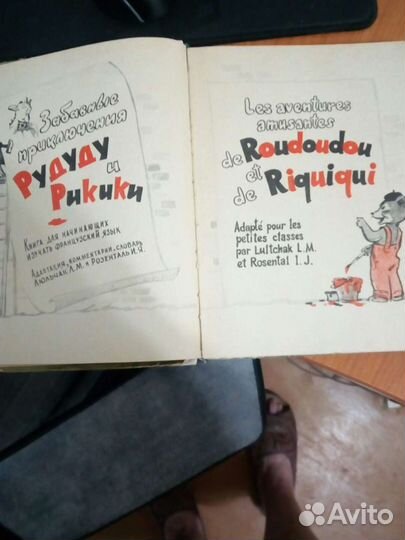 Забавные
приключения
Рудуду
и
Рикики
Книга для начинающих
изучать французский язык
Адаптация, комментарии, словарь
Люльчак Л.М. и Розенталь И.Я.
Les aventures
amusantes
de Roudoudou
et
de Riquiqui
Adapté pour les
petites classes
par Lultchak L.M.
et Rosental I.J.
Avito